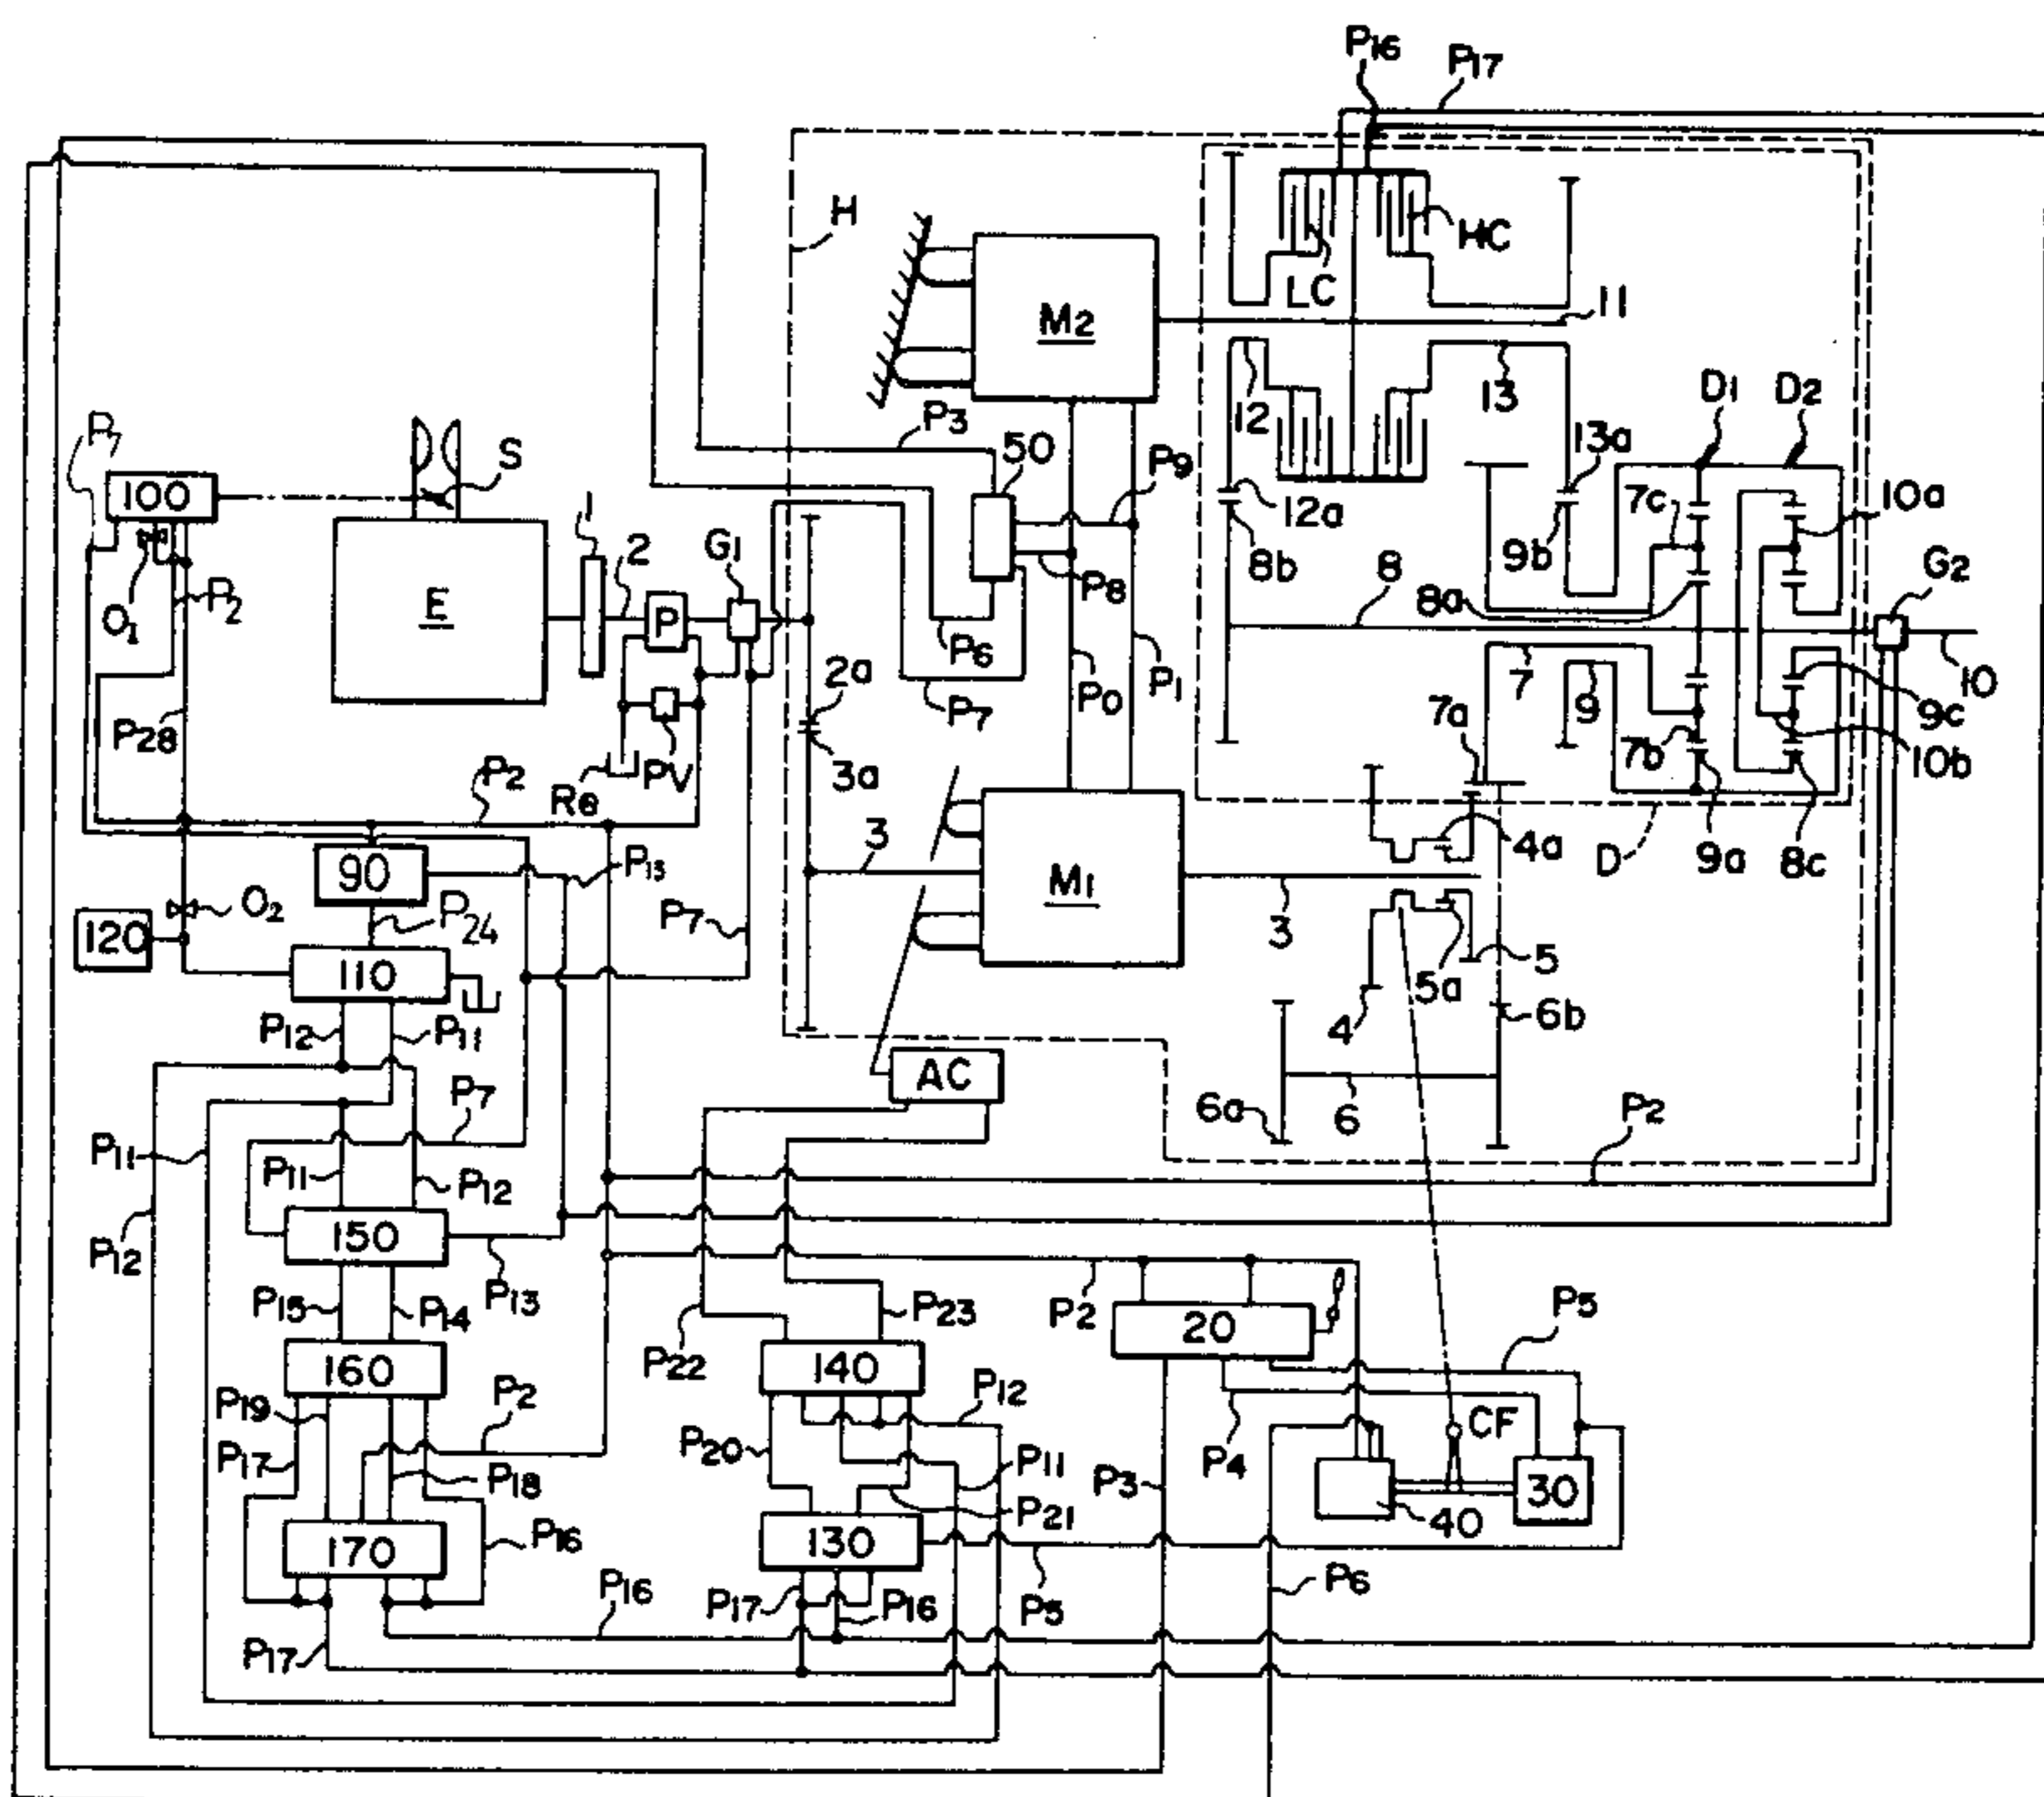 P16
P17
H
HC
LC
M2
11
12
13
D1
D2
P3
50
P9
13a
P7
S
100
1
12a
7c
10a
8b
9b
G2
2
G1
P8
8
8a
O1
P2
E
P
P6
2a
P0
P1
7
9
10
P28
P7
7a
7b
9c
10b
PV
3a
Re
P2
3
4a
D
9a
8c
90
P13
M1
O2
P24
P7
3
120
110
5
5a
4
6b
P12
P11
AC
P7
6a
6
P2
P11
P11
P12
P12
150
P13
P2
P5
P15
P14
P22
P23
20
160
140
P19
P2
P12
CF
P17
P20
P4
P11
P18
P3
30
P21
40
170
P16
130
P16
P17
P16
P5
P6
P17